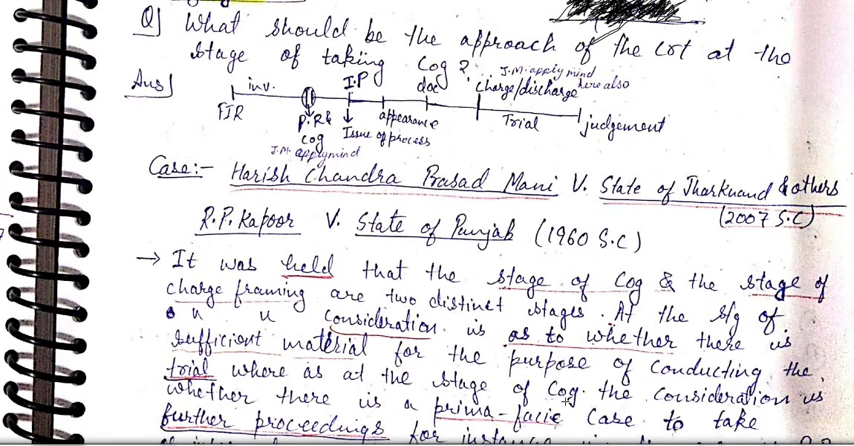 Q] What should be the approach of the Crt at the
stage of taking Cog ?
Ans]
inv. I.P doc J.M. apply mind here also
Charge/discharge
FIR P.R & cog Issue of process appearance Trial judgement
J.M. apply mind
Case:- Harish Chandra Prasad Mani V. State of Jharkhand & others
(2007 S.C)
R.P. Kapoor V. State of Punjab (1960 S.C)
→ It was held that the stage of Cog & the stage of
charge framing are two distinct stages. At the stg of
" " consideration is as to whether there is
sufficient material for the purpose of conducting the
trial where as at the stage of Cog. the consideration is
whether there is a prima-facie case to take
further proceedings for instance